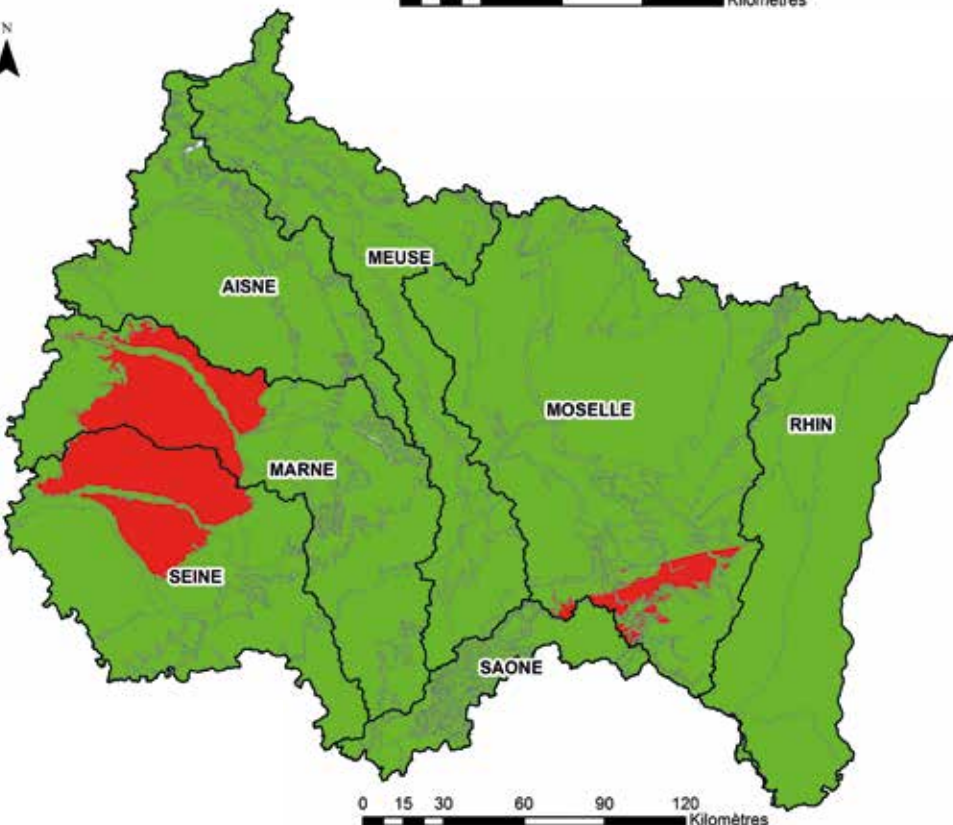 Kilomètres
N
MEUSE
AISNE
MOSELLE
RHIN
MARNE
SEINE
SAONE
0 15 30 60 90 120
Kilomètres